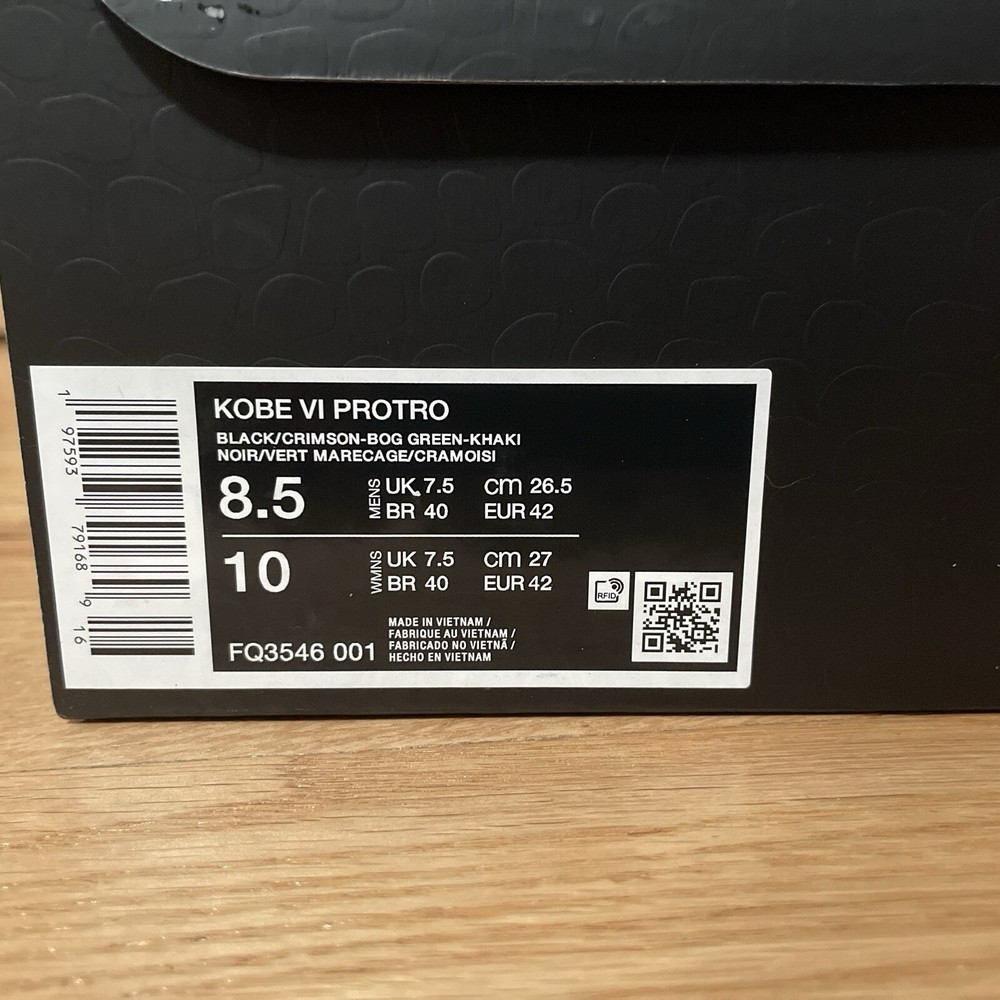 KOBE VI PROTRO
BLACK/CRIMSON-BOG GREEN-KHAKI
NOIR/VERT MARECAGE/CRAMOISI
8.5 MENS UK 7.5 cm 26.5
BR 40 EUR 42
10 WMNS UK 7.5 cm 27
BR 40 EUR 42
RFID
FQ3546 001
MADE IN VIETNAM /
FABRIQUE AU VIETNAM /
FABRICADO NO VIETNÃ /
HECHO EN VIETNAM
1 97593 79168 9 16